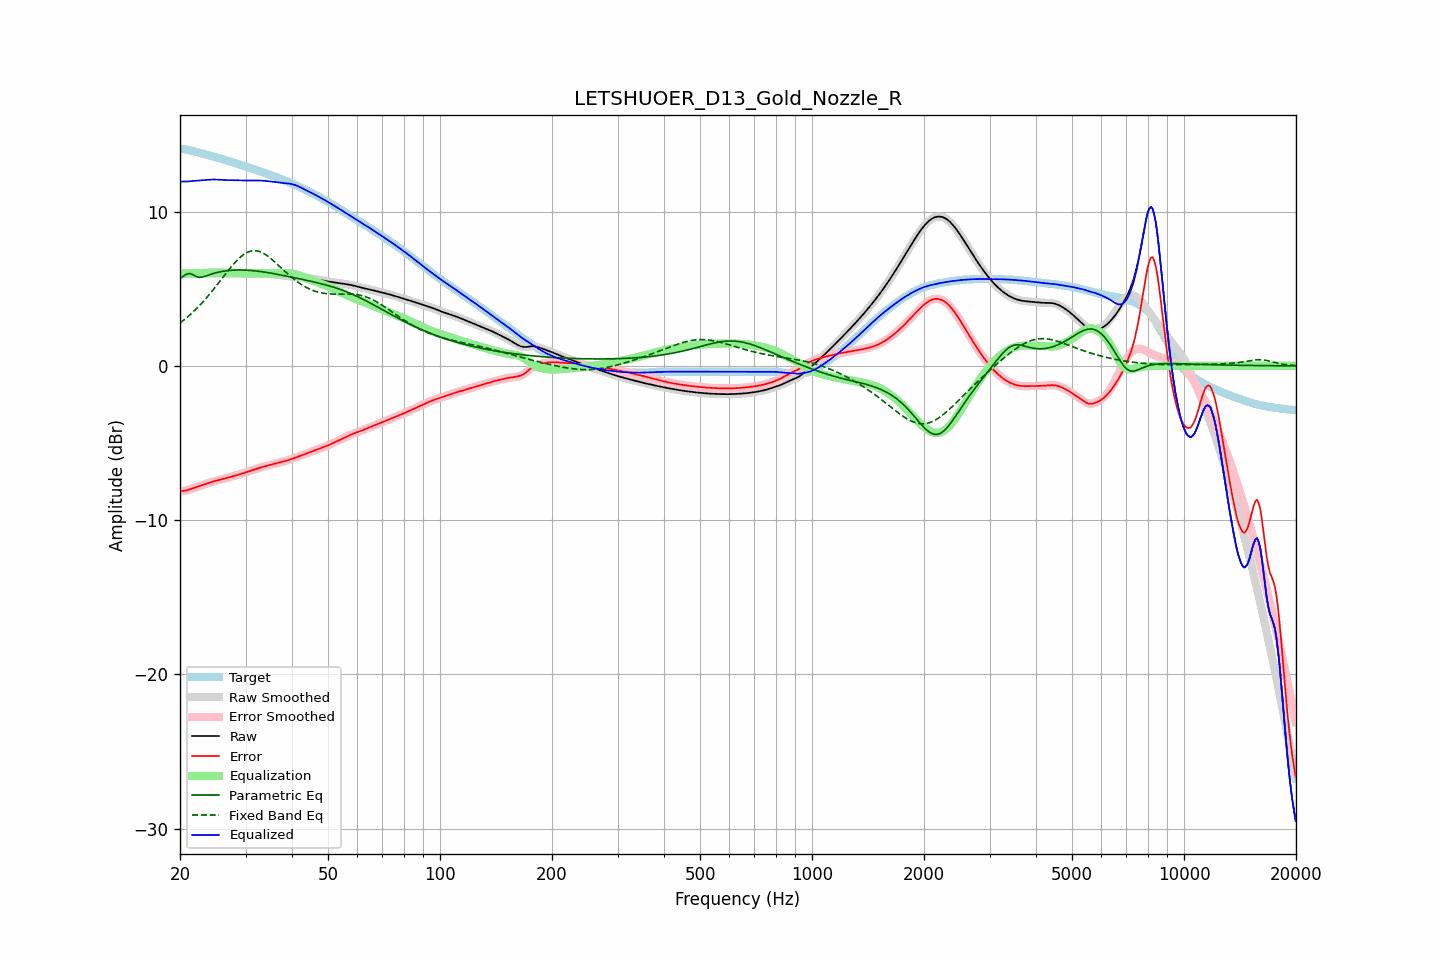 LETSHUOER_D13_Gold_Nozzle_R
Amplitude (dBr)
10
0
−10
−20
−30
Target
Raw Smoothed
Error Smoothed
Raw
Error
Equalization
Parametric Eq
Fixed Band Eq
Equalized
20 50 100 200 500 1000 2000 5000 10000 20000
Frequency (Hz)